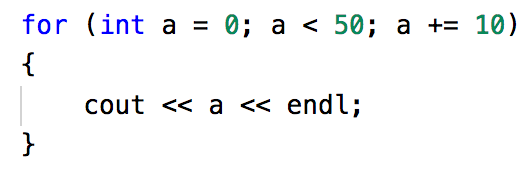 for (int a = 0; a < 50; a += 10)
{
    cout << a << endl;
}